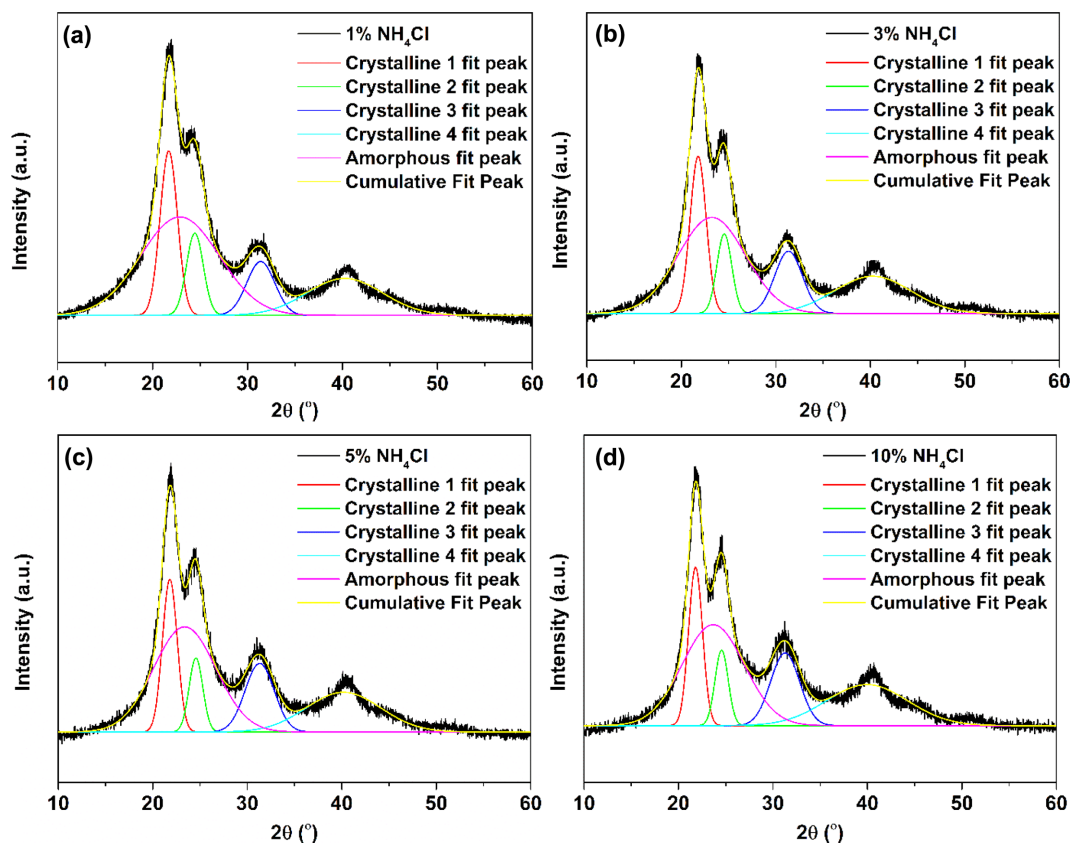 (a)
1% NH₄Cl
Crystalline 1 fit peak
Crystalline 2 fit peak
Crystalline 3 fit peak
Crystalline 4 fit peak
Amorphous fit peak
Cumulative Fit Peak
Intensity (a.u.)
10 20 30 40 50 60
2θ (°)
(b)
3% NH₄Cl
Crystalline 1 fit peak
Crystalline 2 fit peak
Crystalline 3 fit peak
Crystalline 4 fit peak
Amorphous fit peak
Cumulative Fit Peak
Intensity (a.u.)
10 20 30 40 50 60
2θ (°)
(c)
5% NH₄Cl
Crystalline 1 fit peak
Crystalline 2 fit peak
Crystalline 3 fit peak
Crystalline 4 fit peak
Amorphous fit peak
Cumulative Fit Peak
Intensity (a.u.)
10 20 30 40 50 60
2θ (°)
(d)
10% NH₄Cl
Crystalline 1 fit peak
Crystalline 2 fit peak
Crystalline 3 fit peak
Crystalline 4 fit peak
Amorphous fit peak
Cumulative Fit Peak
Intensity (a.u.)
10 20 30 40 50 60
2θ (°)